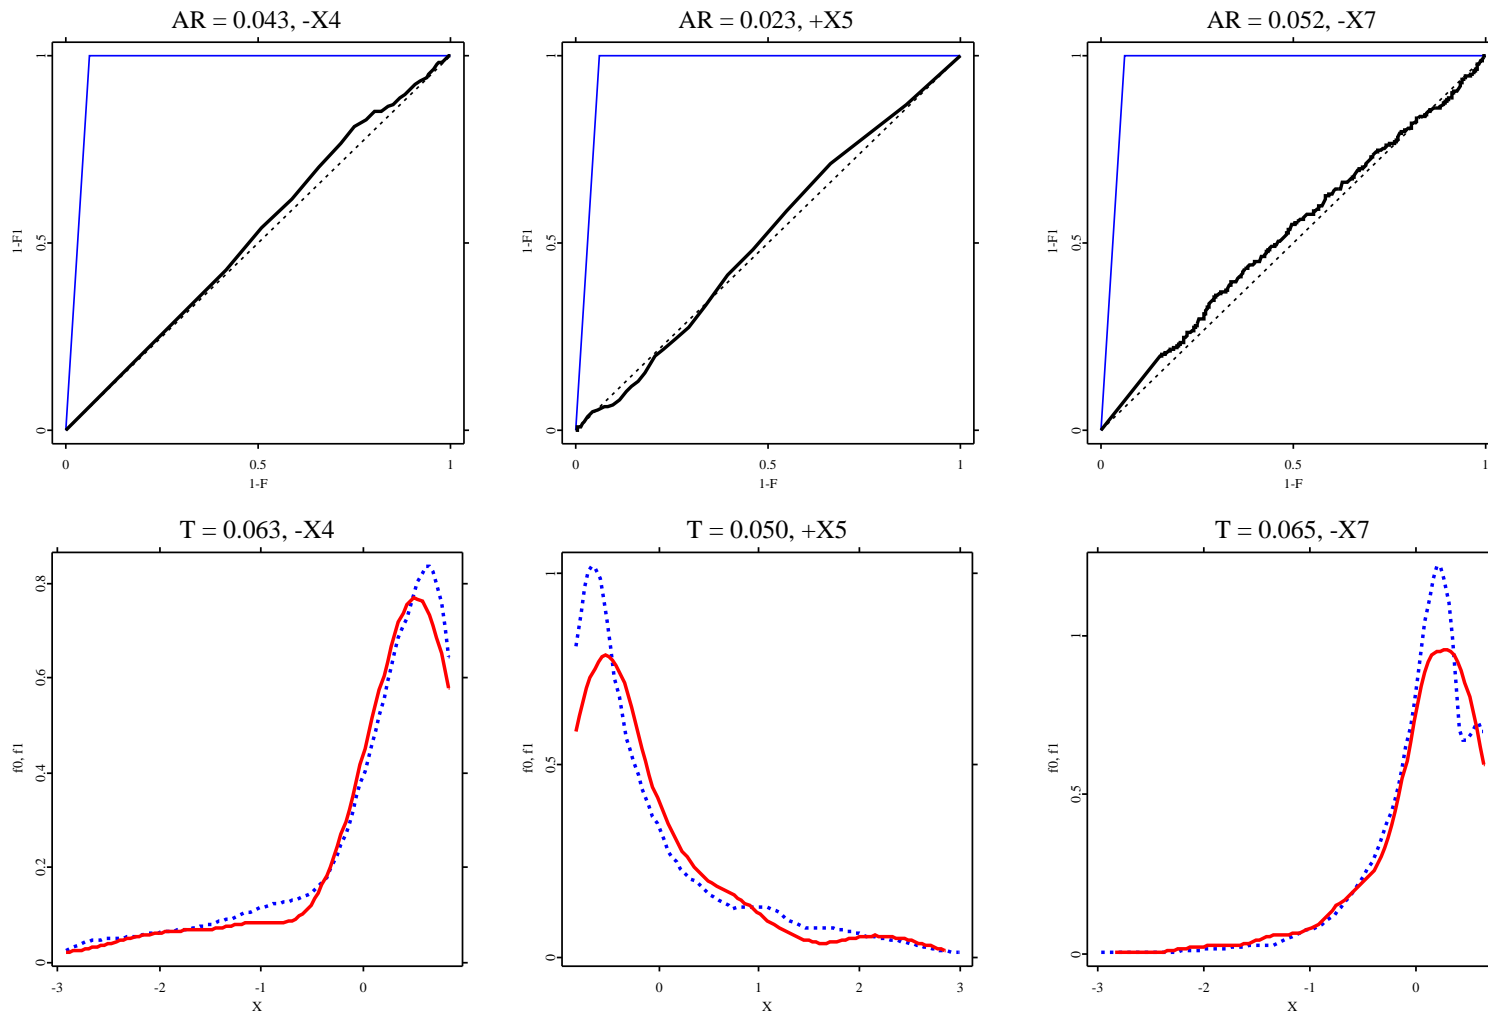 AR = 0.043, -X4
AR = 0.023, +X5
AR = 0.052, -X7
1
0.5
0
1-F1
0
0.5
1
1-F
1
0.5
0
1-F1
0
0.5
1
1-F
1
0.5
0
1-F1
0
0.5
1
1-F
T = 0.063, -X4
T = 0.050, +X5
T = 0.065, -X7
0.8
0.6
0.4
0.2
0
f0, f1
-3
-2
-1
0
X
1
0.5
0
f0, f1
0
1
2
3
X
1
0.5
0
f0, f1
-3
-2
-1
0
X